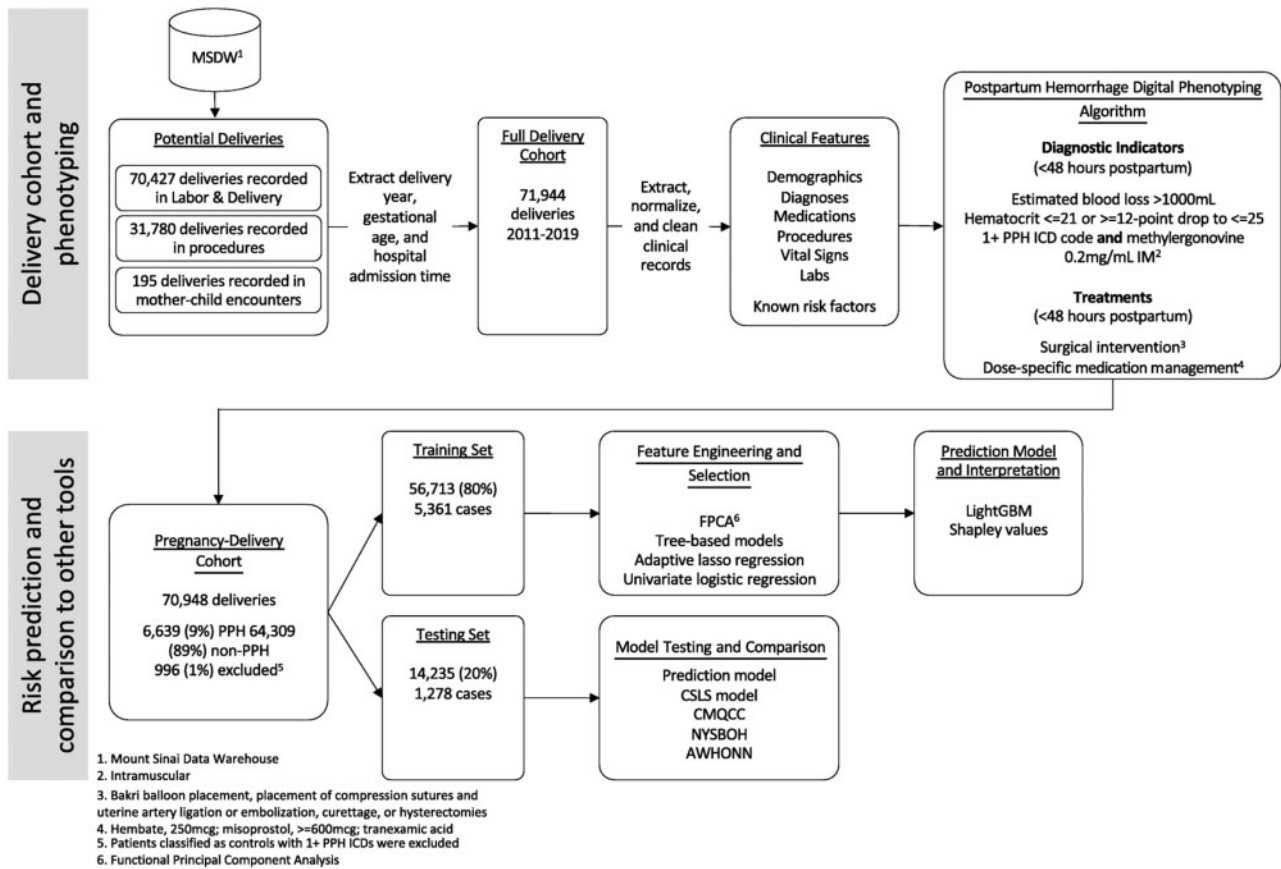 Delivery cohort and
phenotyping
MSDW1
Potential Deliveries
70,427 deliveries recorded
in Labor & Delivery
31,780 deliveries recorded
in procedures
195 deliveries recorded in
mother-child encounters
Extract delivery
year,
gestational
age, and
hospital
admission time
Full Delivery
Cohort
71,944
deliveries
2011-2019
Extract,
normalize,
and clean
clinical
records
Clinical Features
Demographics
Diagnoses
Medications
Procedures
Vital Signs
Labs
Known risk factors
Postpartum Hemorrhage Digital Phenotyping
Algorithm
Diagnostic Indicators
(<48 hours postpartum)
Estimated blood loss >1000mL
Hematocrit <=21 or >=12-point drop to <=25
1+ PPH ICD code and methylergonovine
0.2mg/mL IM2
Treatments
(<48 hours postpartum)
Surgical intervention3
Dose-specific medication management4
Risk prediction and
comparison to other tools
Pregnancy-Delivery
Cohort
70,948 deliveries
6,639 (9%) PPH 64,309
(89%) non-PPH
996 (1%) excluded5
Training Set
56,713 (80%)
5,361 cases
Feature Engineering and
Selection
FPCA6
Tree-based models
Adaptive lasso regression
Univariate logistic regression
Prediction Model
and Interpretation
LightGBM
Shapley values
Testing Set
14,235 (20%)
1,278 cases
Model Testing and Comparison
Prediction model
CSLS model
CMQCC
NYSBOH
AWHONN
1. Mount Sinai Data Warehouse
2. Intramuscular
3. Bakri balloon placement, placement of compression sutures and
uterine artery ligation or embolization, curettage, or hysterectomies
4. Hembate, 250mcg; misoprostol, >=600mcg; tranexamic acid
5. Patients classified as controls with 1+ PPH ICDs were excluded
6. Functional Principal Component Analysis